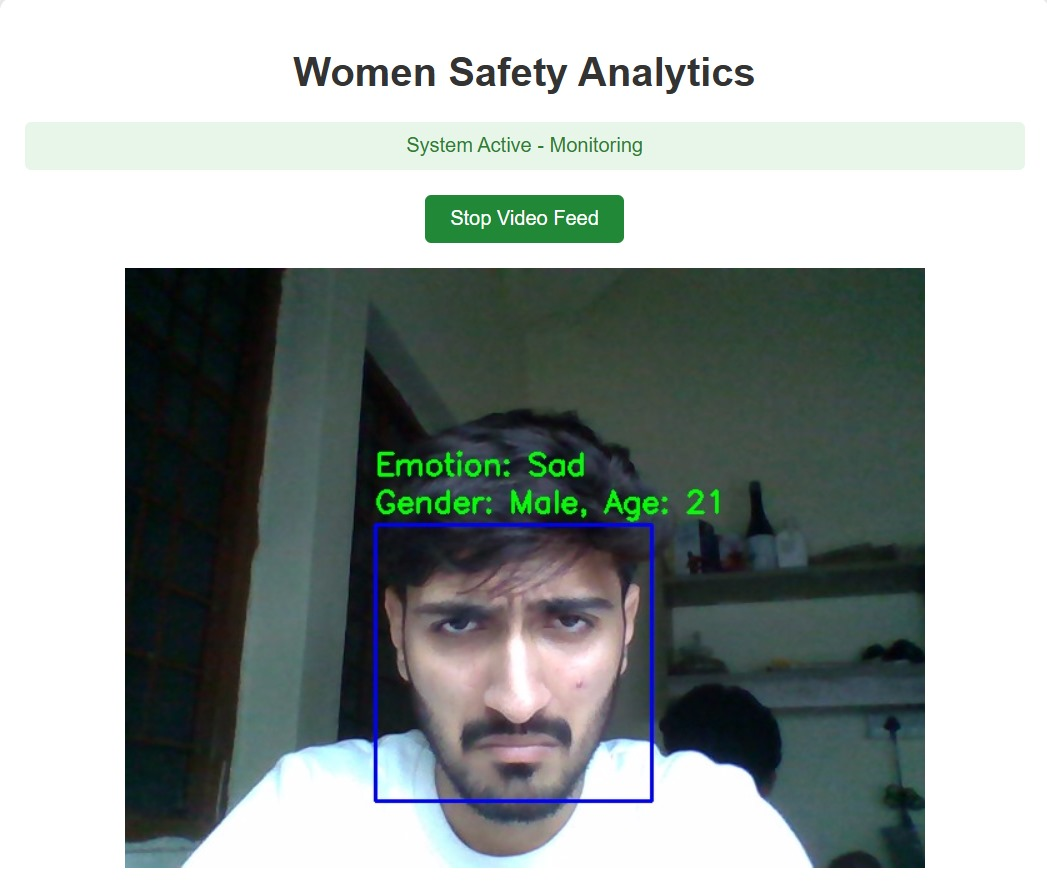 Women Safety Analytics
System Active - Monitoring
Stop Video Feed
Emotion: Sad
Gender: Male, Age: 21